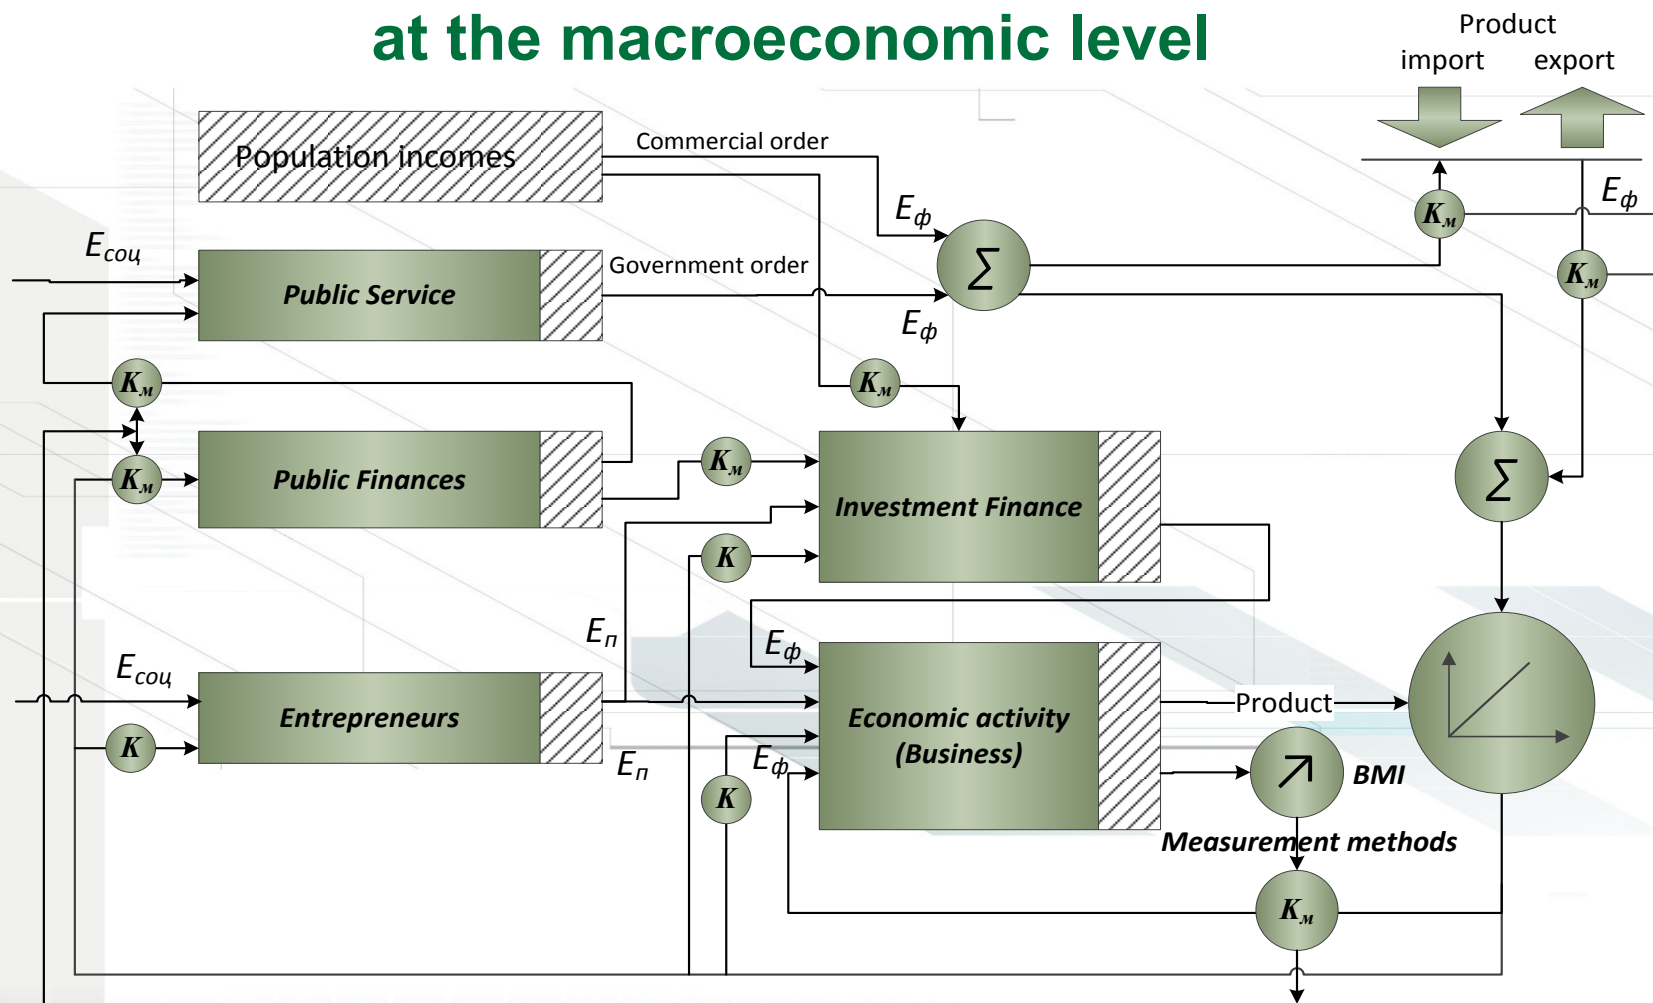 at the macroeconomic level
Product
import export
Commercial order
Population incomes
Eф
Kм
Eф
Eсоц
Government order
Σ
Kм
Public Service
Eф
Kм
Kм
Kм
Public Finances
Kм
Investment Finance
Σ
K
Eп
Eф
Eсоц
Entrepreneurs
Economic activity
(Business)
Product
K
Eп
Eф
K
BMI
Measurement methods
Kм